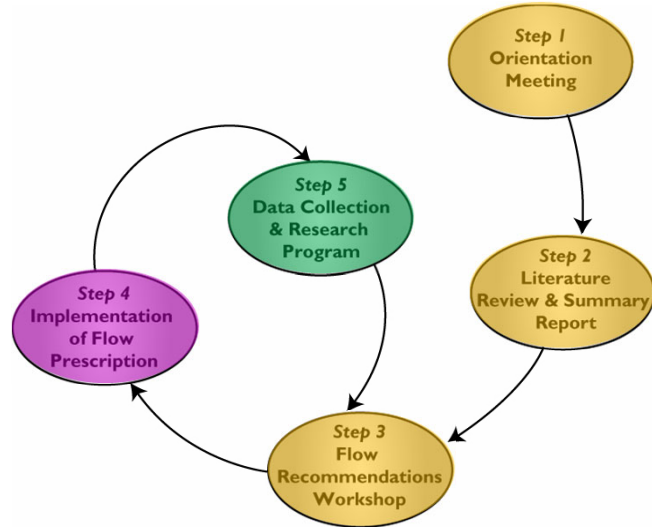 Step 1
Orientation
Meeting
Step 2
Literature
Review & Summary
Report
Step 3
Flow
Recommendations
Workshop
Step 4
Implementation
of Flow
Prescription
Step 5
Data Collection
& Research
Program